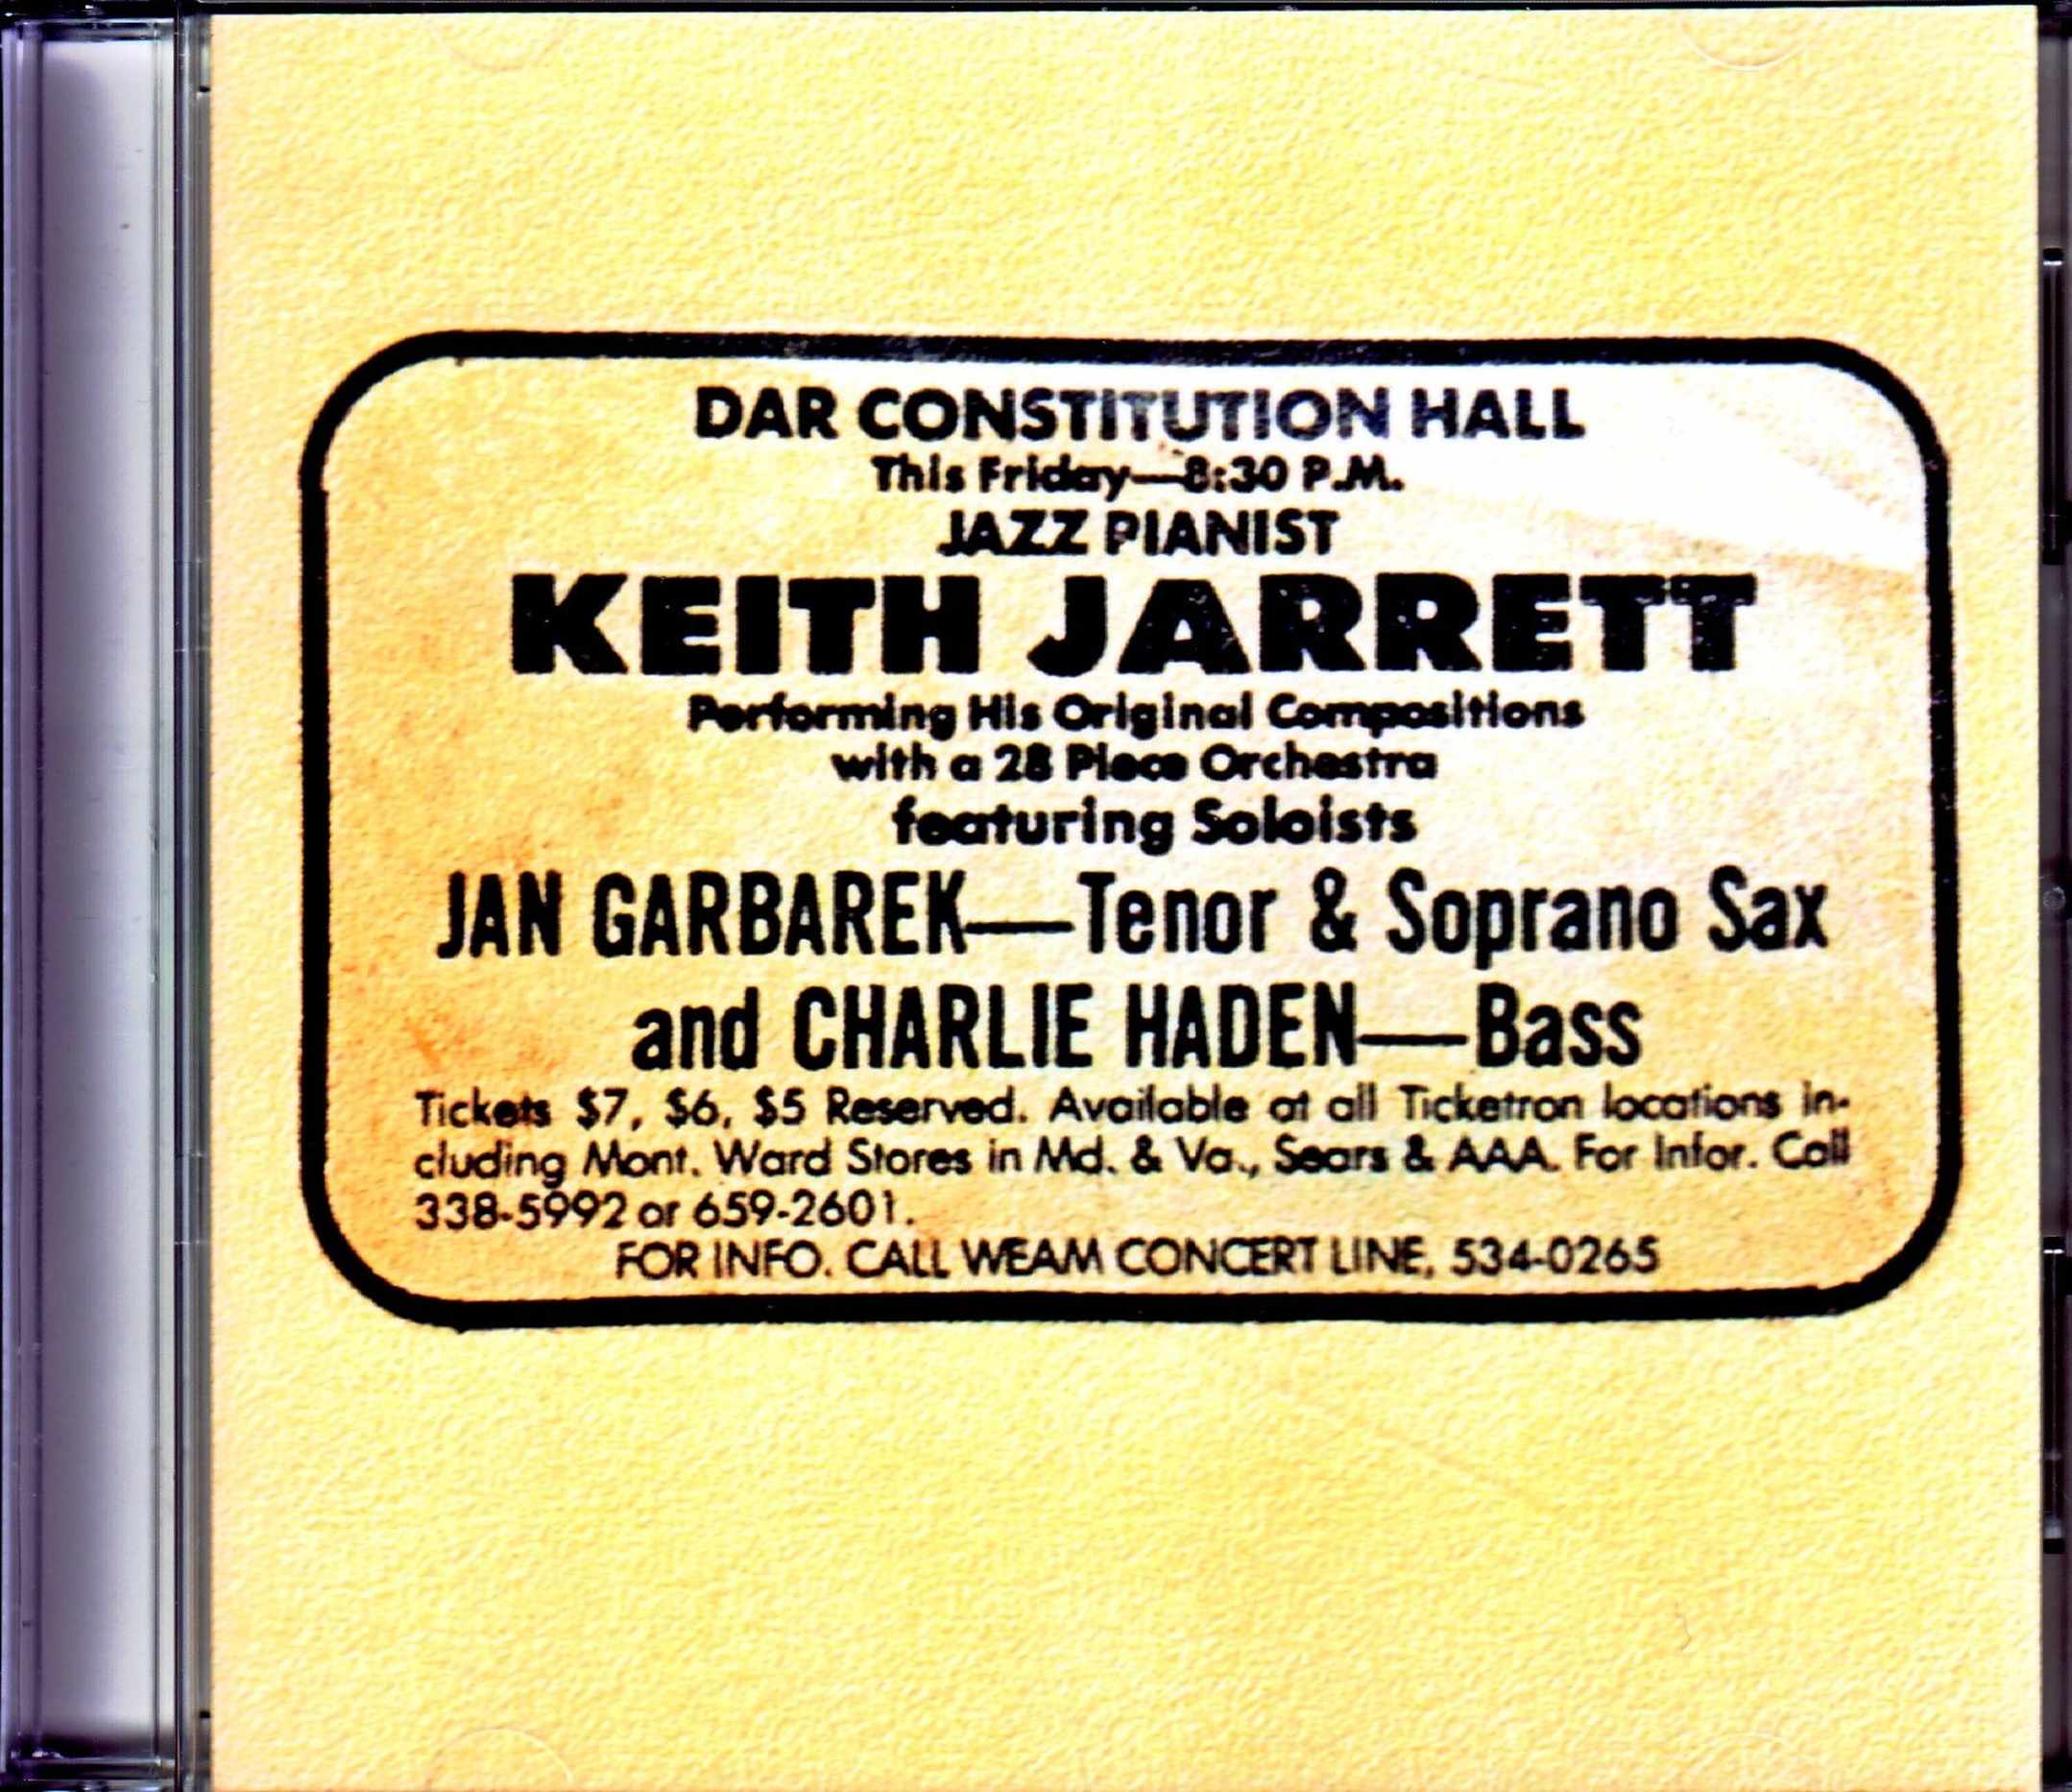 DAR CONSTITUTION HALL
This Friday—8:30 P.M.
JAZZ PIANIST
KEITH JARRETT
Performing His Original Compositions
with a 28 Piece Orchestra
featuring Soloists
JAN GARBAREK—Tenor & Soprano Sax
and CHARLIE HADEN—Bass
Tickets $7, $6, $5 Reserved. Available at all Ticketron locations in-
cluding Mont. Ward Stores in Md. & Va., Sears & AAA. For Infor. Call
338-5992 or 659-2601.
FOR INFO. CALL WEAM CONCERT LINE, 534-0265